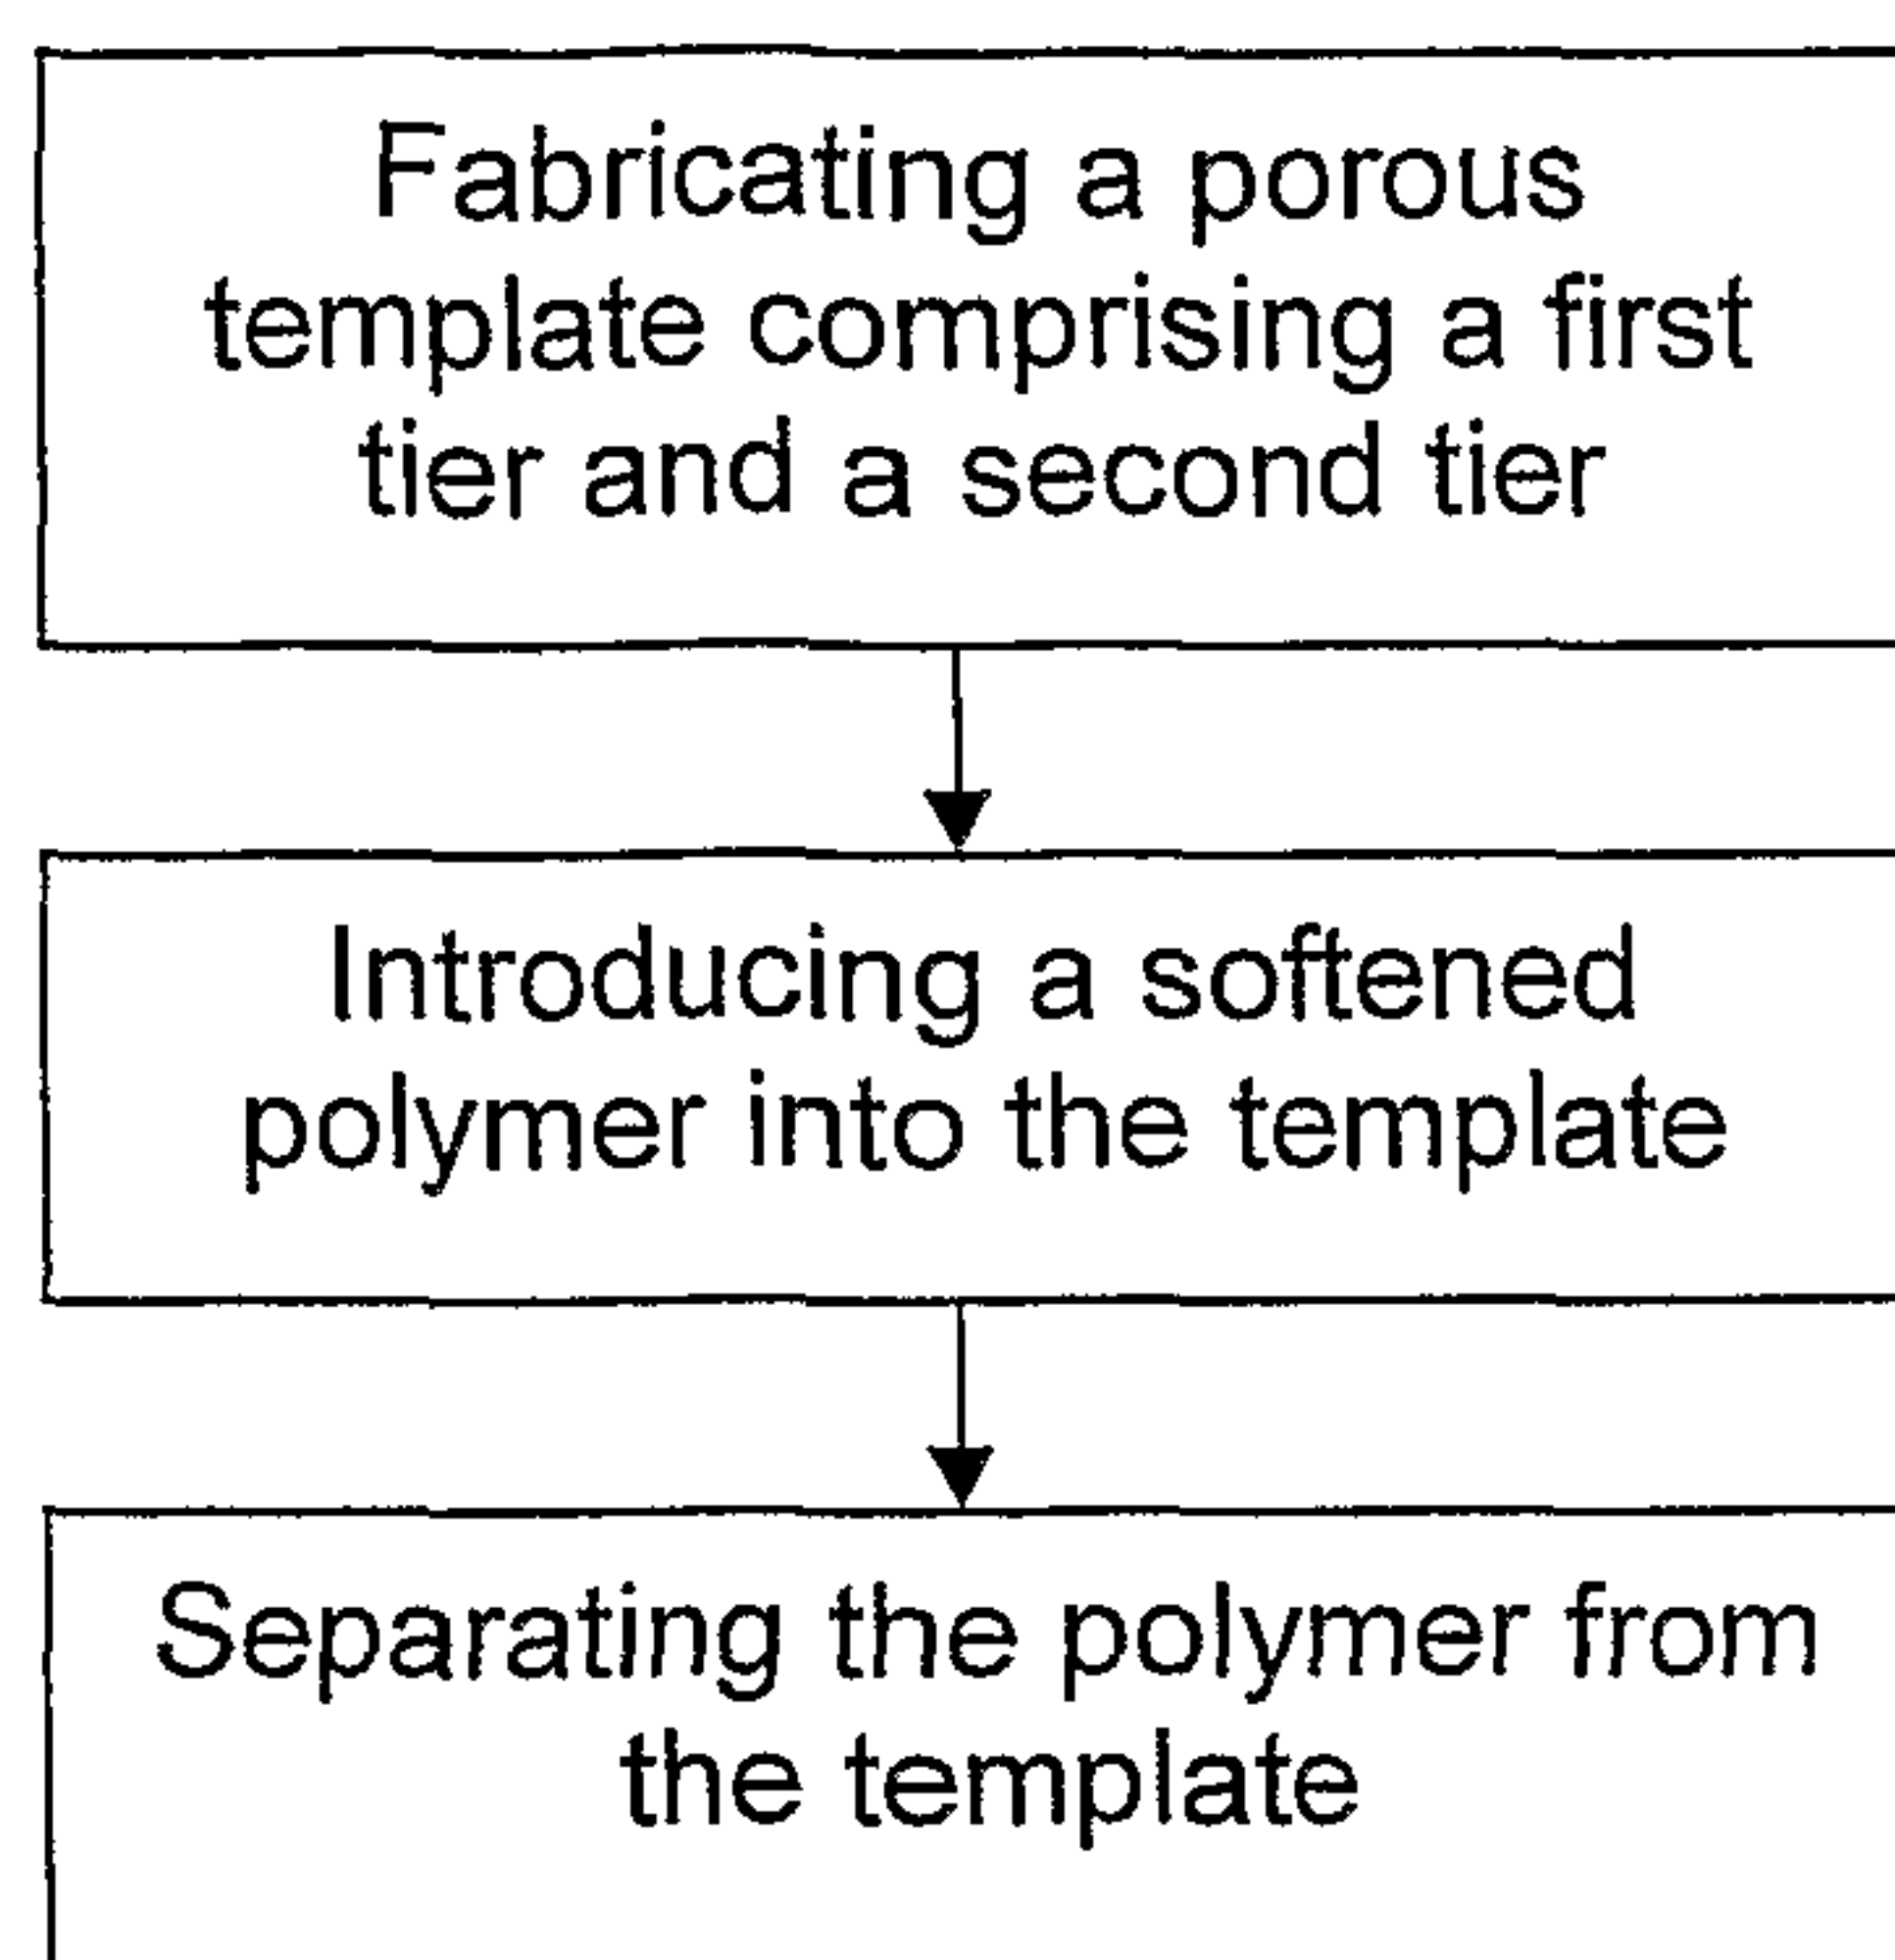 Fabricating a porous
template comprising a first
tier and a second tier
Introducing a softened
polymer into the template
Separating the polymer from
the template